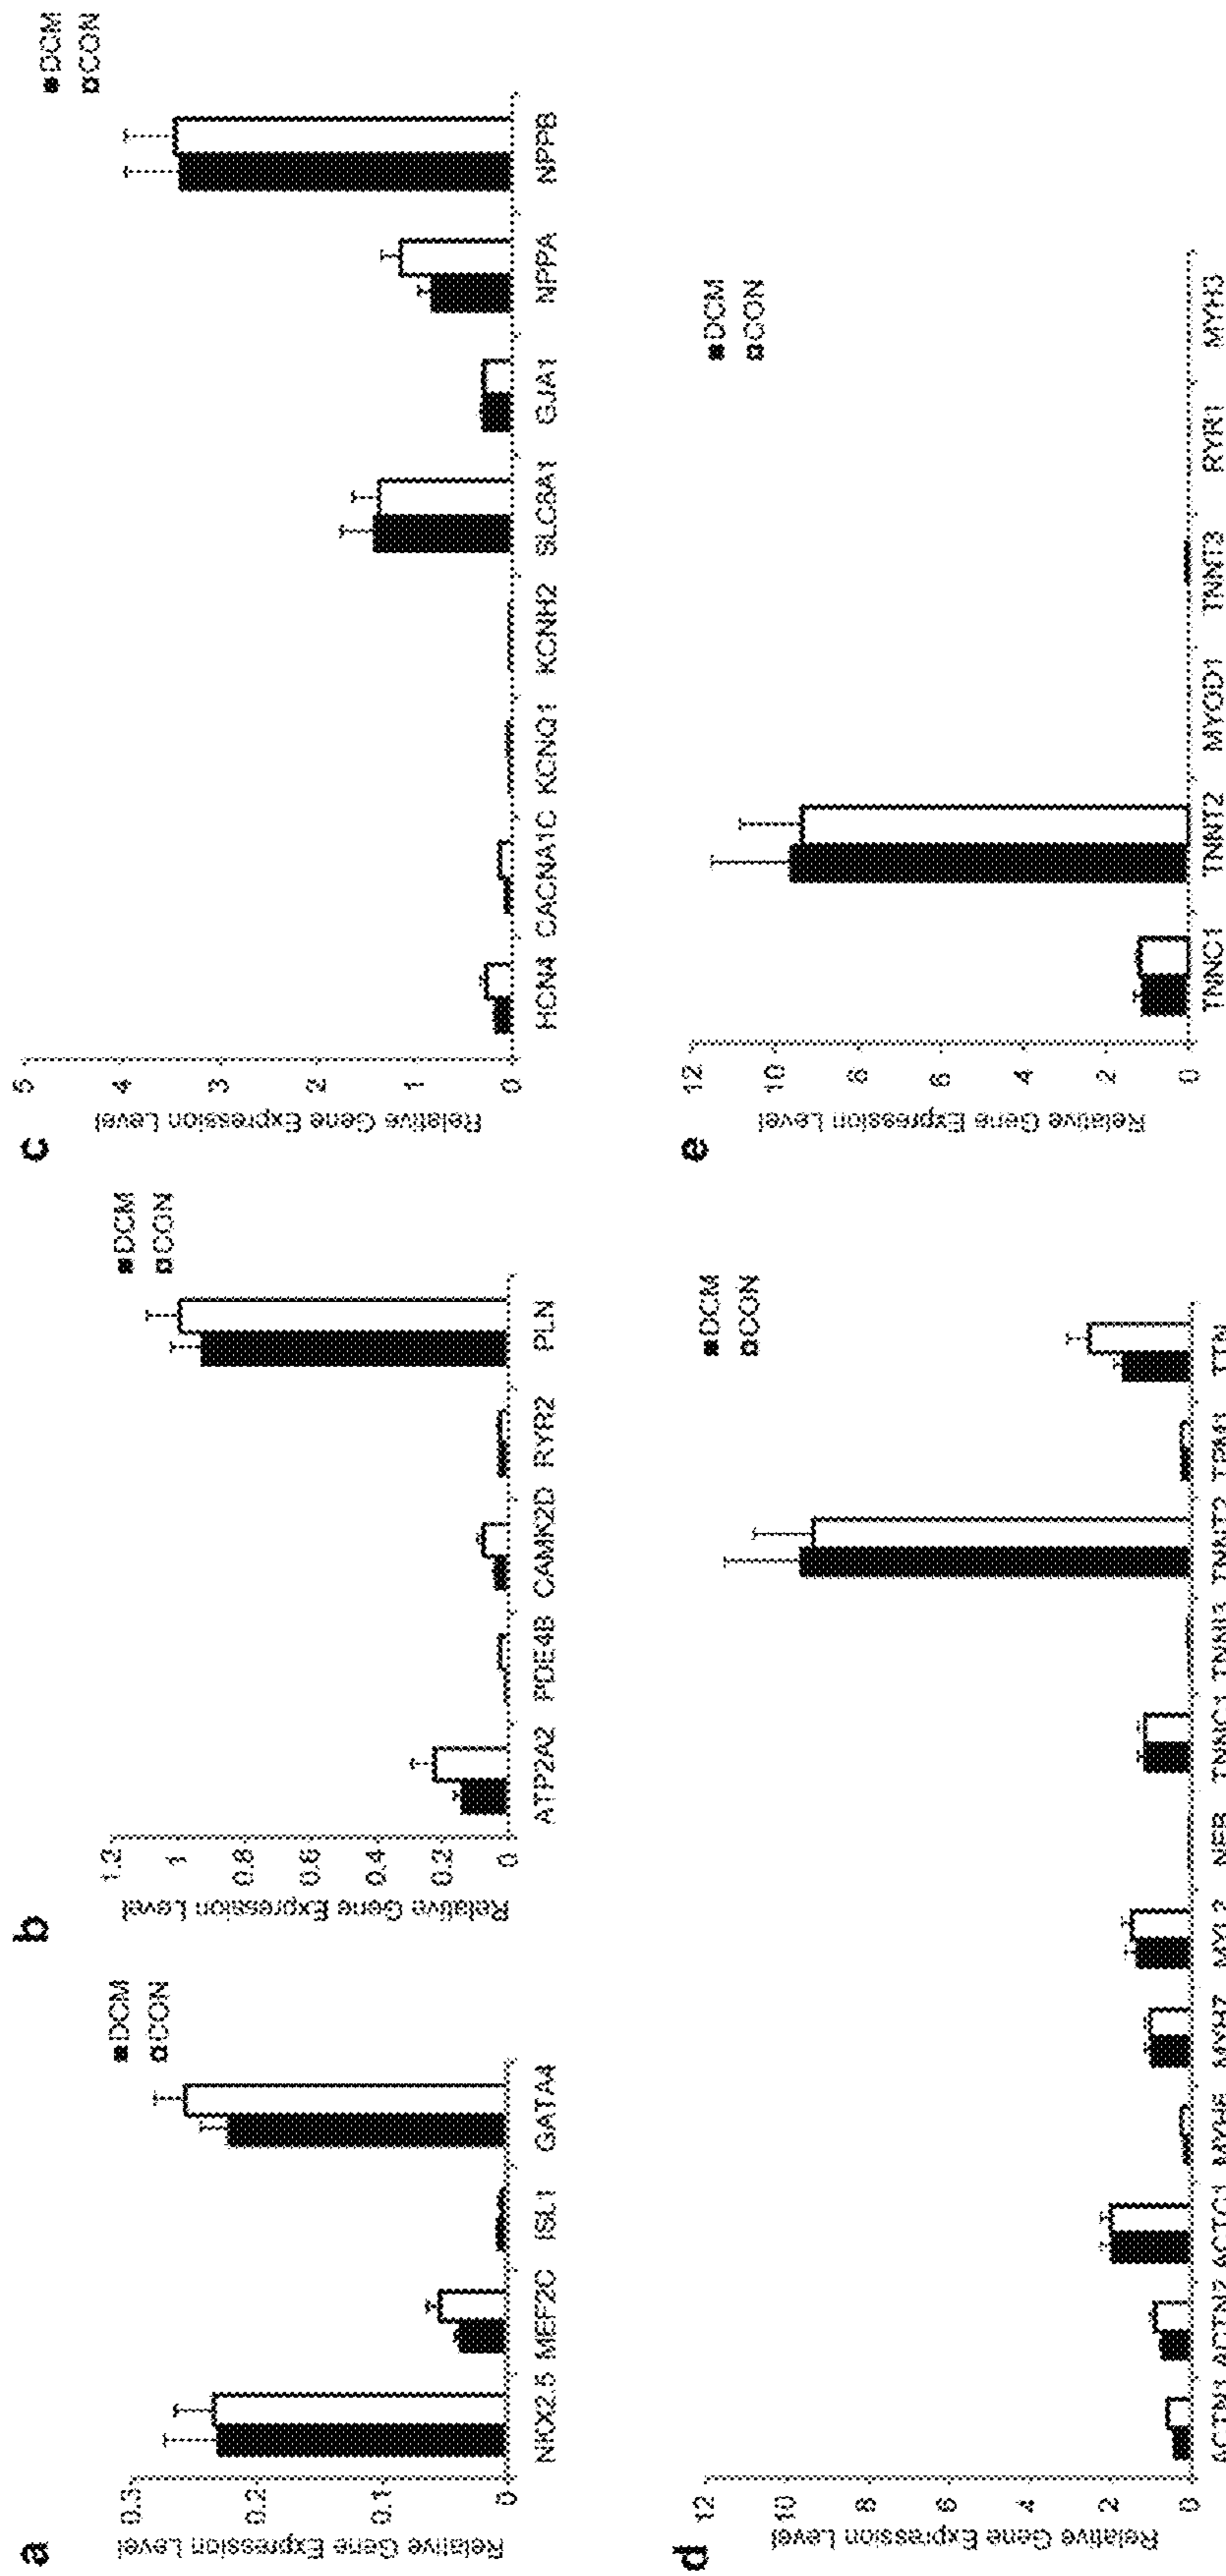 a
Relative Gene Expression Level
0.3
0.2
0.1
0
NKX2.5 MEF2C ISL1 GATA4
DCM
CON
b
Relative Gene Expression Level
1.2
1
0.8
0.6
0.4
0.2
0
ATP2A2 PDE4B CAMK2D RYR2 PLN
DCM
CON
c
Relative Gene Expression Level
5
4
3
2
1
0
HCN4 CACNA1C KCNQ1 KCNH2 SLC8A1 GJA1 NPPA NPPB
DCM
CON
d
Relative Gene Expression Level
12
10
8
6
4
2
0
ACTN2 ACTC1 MYH6 MYH7 MYL2 NEB TNNC1 TNNI3 TNNT2 TPM1 TTN
DCM
CON
e
Relative Gene Expression Level
12
10
8
6
4
2
0
TNNC1 TNNT2 MYOD1 TNNT3 RYR1 MYH3
DCM
CON